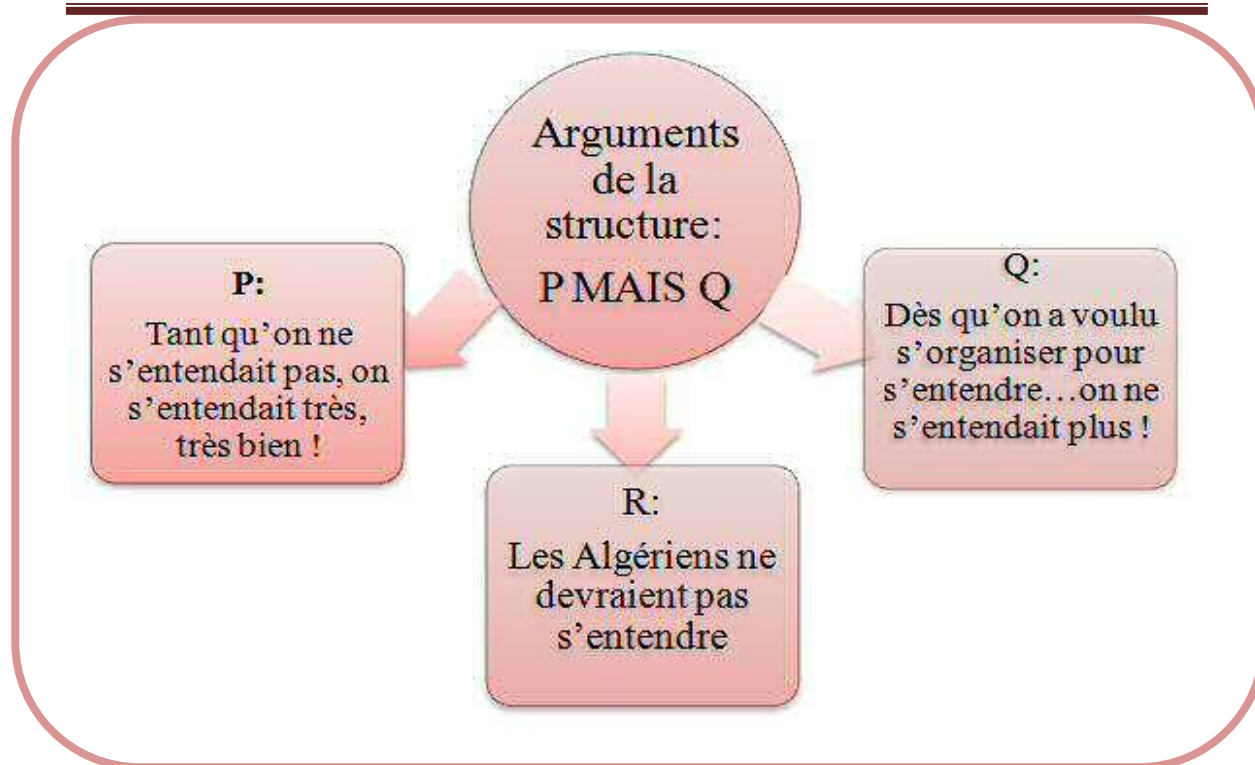 Arguments
de la
structure:
P MAIS Q
P:
Tant qu'on ne
s'entendait pas, on
s'entendait très,
très bien !
Q:
Dès qu'on a voulu
s'organiser pour
s'entendre…on ne
s'entendait plus !
R:
Les Algériens ne
devraient pas
s'entendre